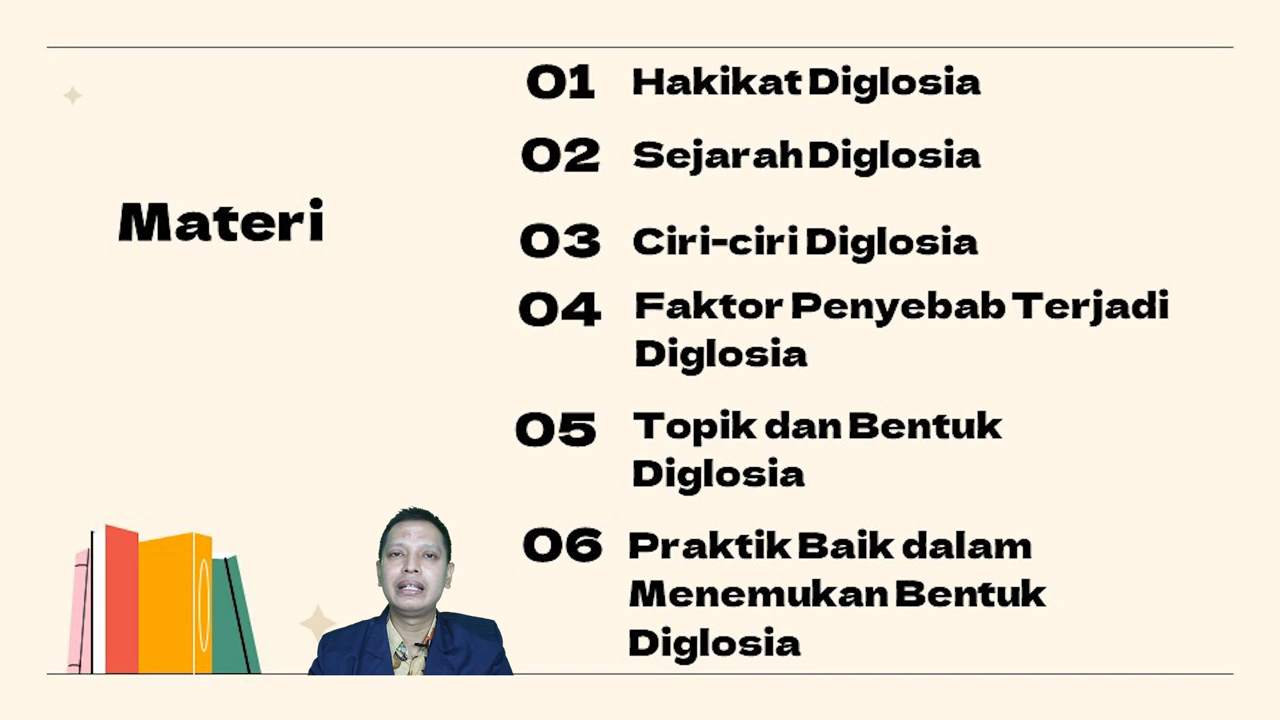 Materi
01 Hakikat Diglosia
02 Sejarah Diglosia
03 Ciri-ciri Diglosia
04 Faktor Penyebab Terjadi
Diglosia
05 Topik dan Bentuk
Diglosia
06 Praktik Baik dalam
Menemukan Bentuk
Diglosia